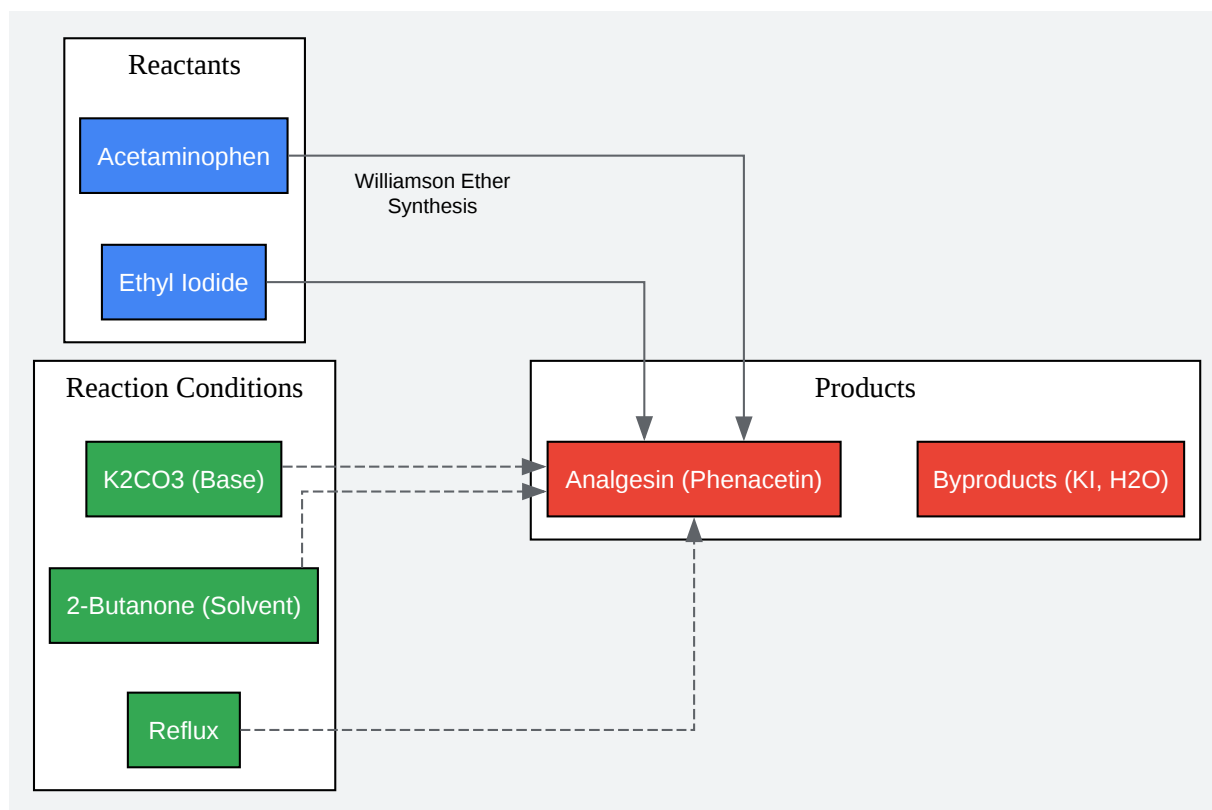 Reactants
Acetaminophen
Williamson Ether
Synthesis
Ethyl Iodide
Reaction Conditions
K2CO3 (Base)
2-Butanone (Solvent)
Reflux
Products
Analgesin (Phenacetin)
Byproducts (KI, H2O)